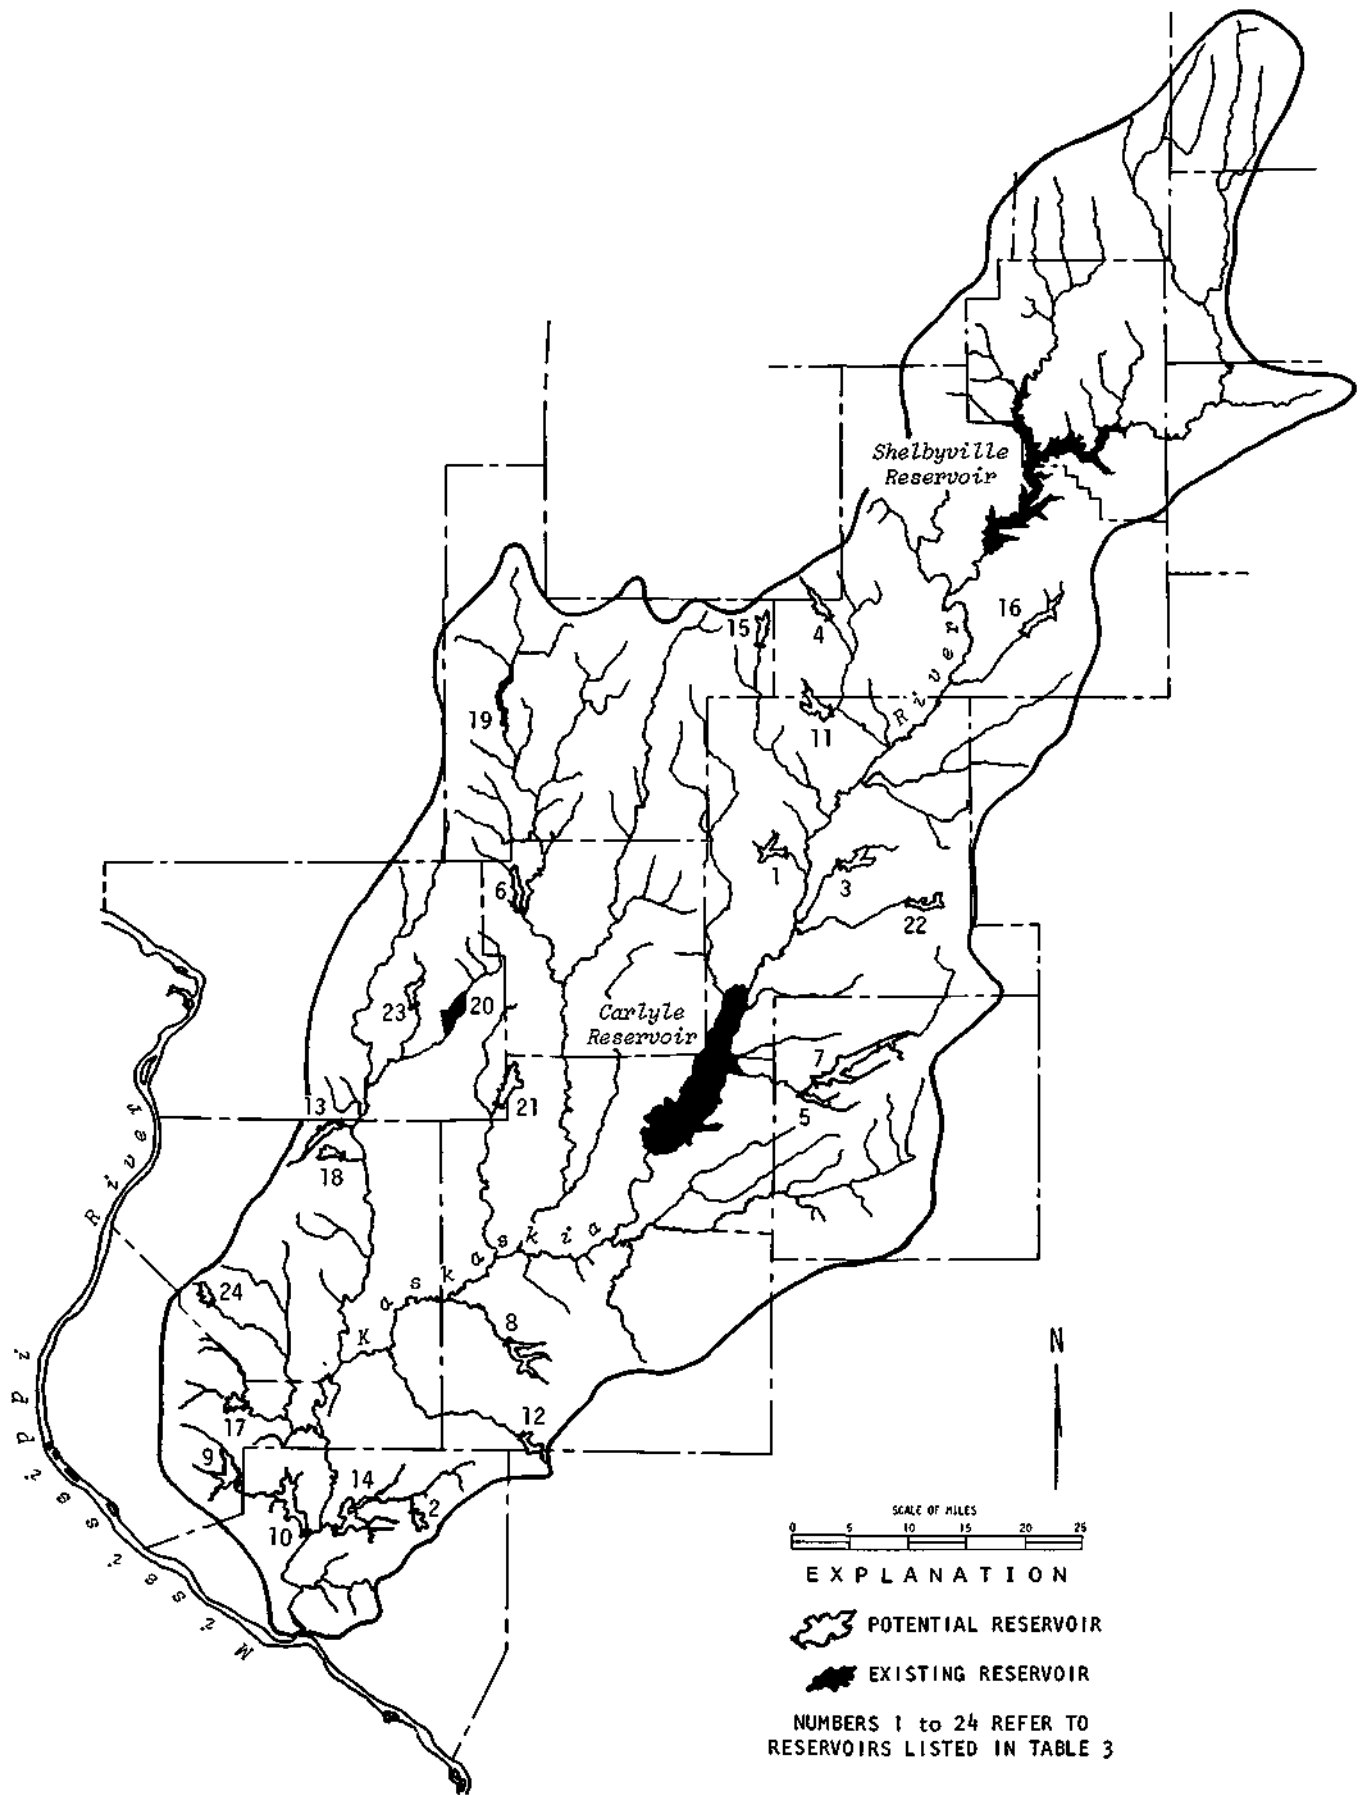 Shelbyville
Reservoir
16
15
4
River
19
11
1
3
6
22
23
20
Carlyle
Reservoir
7
5
21
13
18
River
Kaskaskia
24
8
N
17
12
9
14
2
10
Mississippi
SCALE OF MILES
0 5 10 15 20 25
EXPLANATION
POTENTIAL RESERVOIR
EXISTING RESERVOIR
NUMBERS 1 to 24 REFER TO
RESERVOIRS LISTED IN TABLE 3